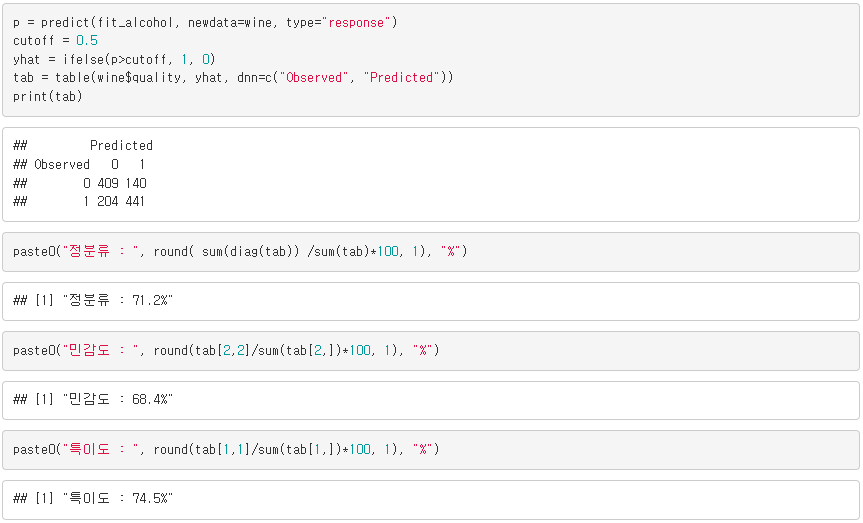 p = predict(fit_alcohol, newdata=wine, type="response")
cutoff = 0.5
yhat = ifelse(p>cutoff, 1, 0)
tab = table(wine$quality, yhat, dnn=c("Observed", "Predicted"))
print(tab)
##         Predicted
## Observed   0   1
##        0 409 140
##        1 204 441
paste0("정분류 : ", round( sum(diag(tab)) /sum(tab)*100, 1), "%")
## [1] "정분류 : 71.2%"
paste0("민감도 : ", round(tab[2,2]/sum(tab[2,])*100, 1), "%")
## [1] "민감도 : 68.4%"
paste0("특이도 : ", round(tab[1,1]/sum(tab[1,])*100, 1), "%")
## [1] "특이도 : 74.5%"